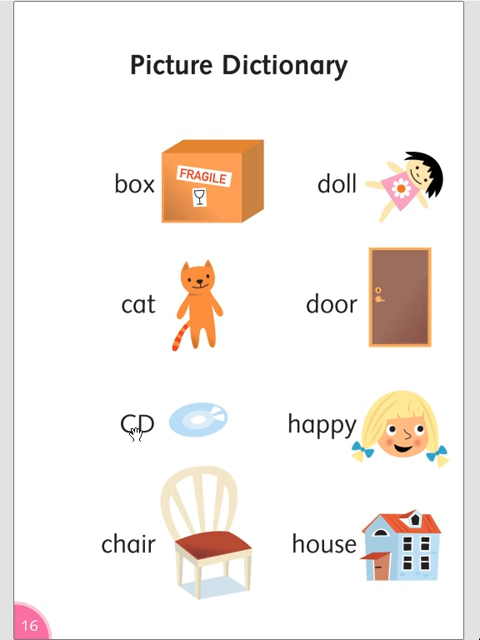 Picture Dictionary
box
FRAGILE
doll
cat
door
CD
happy
chair
house
16